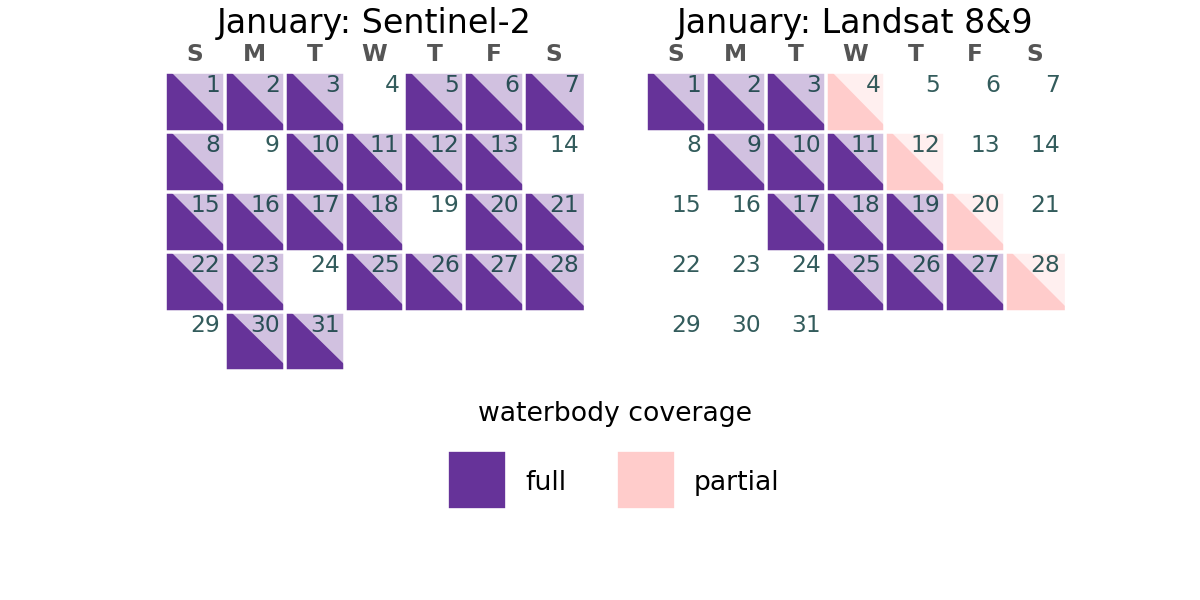 January: Sentinel-2
S M T W T F S
1 2 3 4 5 6 7
8 9 10 11 12 13 14
15 16 17 18 19 20 21
22 23 24 25 26 27 28
29 30 31
January: Landsat 8&9
S M T W T F S
1 2 3 4 5 6 7
8 9 10 11 12 13 14
15 16 17 18 19 20 21
22 23 24 25 26 27 28
29 30 31
waterbody coverage
full
partial